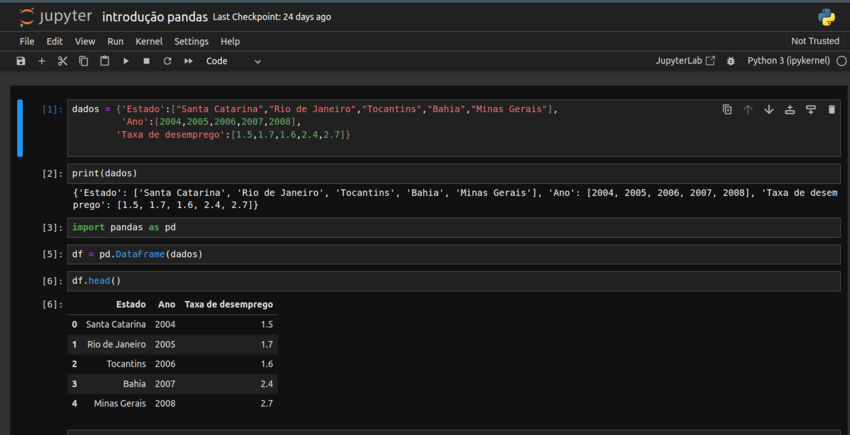 jupyter introdução pandas Last Checkpoint: 24 days ago
File Edit View Run Kernel Settings Help Not Trusted
Code JupyterLab Python 3 (ipykernel)
[1]: dados = {'Estado':["Santa Catarina","Rio de Janeiro","Tocantins","Bahia","Minas Gerais"],
'Ano':[2004,2005,2006,2007,2008],
'Taxa de desemprego':[1.5,1.7,1.6,2.4,2.7]}
[2]: print(dados)
{'Estado': ['Santa Catarina', 'Rio de Janeiro', 'Tocantins', 'Bahia', 'Minas Gerais'], 'Ano': [2004, 2005, 2006, 2007, 2008], 'Taxa de desem
prego': [1.5, 1.7, 1.6, 2.4, 2.7]}
[3]: import pandas as pd
[5]: df = pd.DataFrame(dados)
[6]: df.head()
[6]: Estado Ano Taxa de desemprego
0 Santa Catarina 2004 1.5
1 Rio de Janeiro 2005 1.7
2 Tocantins 2006 1.6
3 Bahia 2007 2.4
4 Minas Gerais 2008 2.7